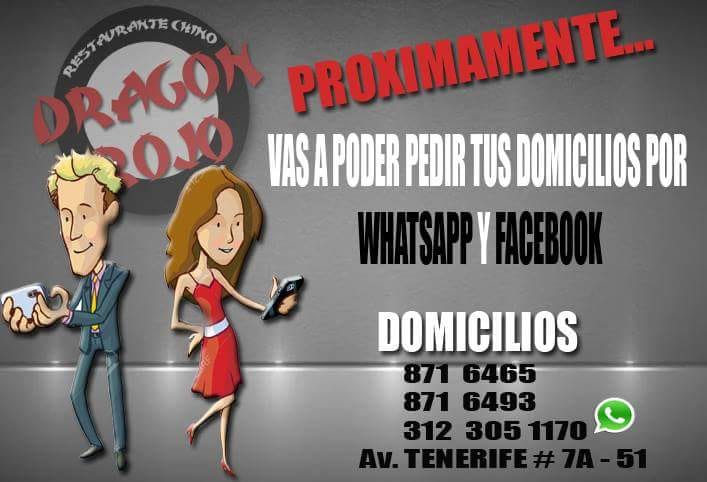 RESTAURANTE CHINO
DRAGON
ROJO
PROXIMAMENTE...
VAS A PODER PEDIR TUS DOMICILIOS POR
WHATSAPP Y FACEBOOK
DOMICILIOS
871 6465
871 6493
312 305 1170
Av. TENERIFE # 7A - 51